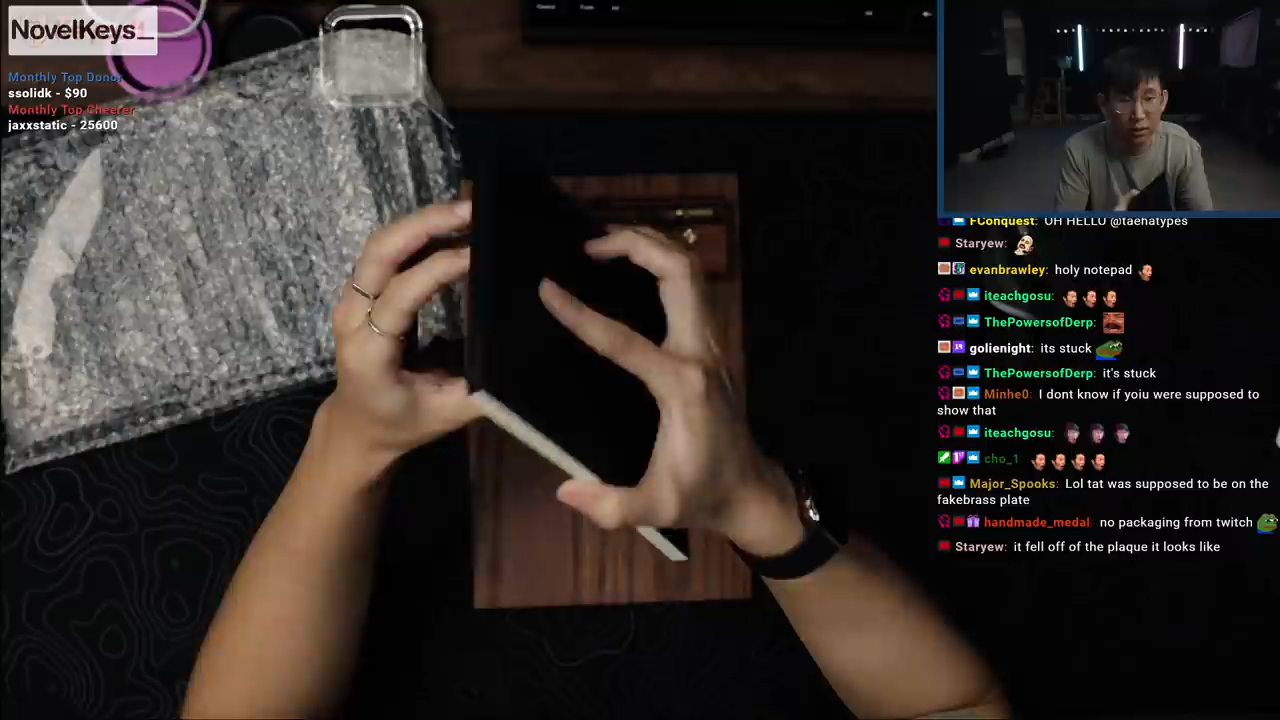 NovelKeys_
Monthly Top Donor
ssolidk - $90
Monthly Top Cheerer
jaxxstatic - 25600
FConquest: OH HELLO @taehatypes
Staryew:
evanbrawley: holy notepad
iteachgosu:
ThePowersofDerp:
golienight: its stuck
ThePowersofDerp: it's stuck
Minhe0: I dont know if yoiu were supposed to
show that
iteachgosu:
cho_1
Major_Spooks: Lol tat was supposed to be on the
fakebrass plate
handmade_medal: no packaging from twitch
Staryew: it fell off of the plaque it looks like